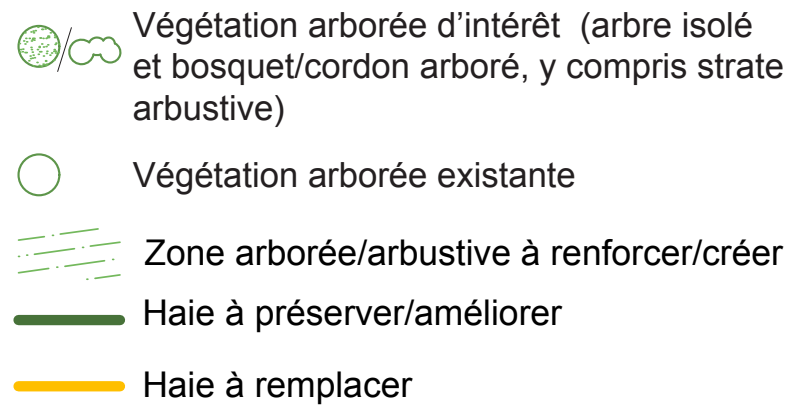 Végétation arborée d’intérêt (arbre isolé
et bosquet/cordon arboré, y compris strate
arbustive)
Végétation arborée existante
Zone arborée/arbustive à renforcer/créer
Haie à préserver/améliorer
Haie à remplacer